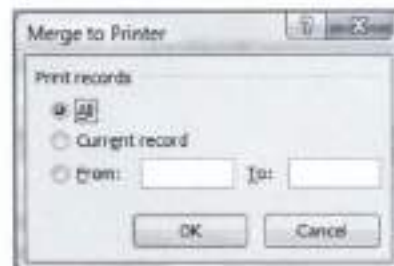 Merge to Printer
Print records
All
Current record
From: To:
OK Cancel